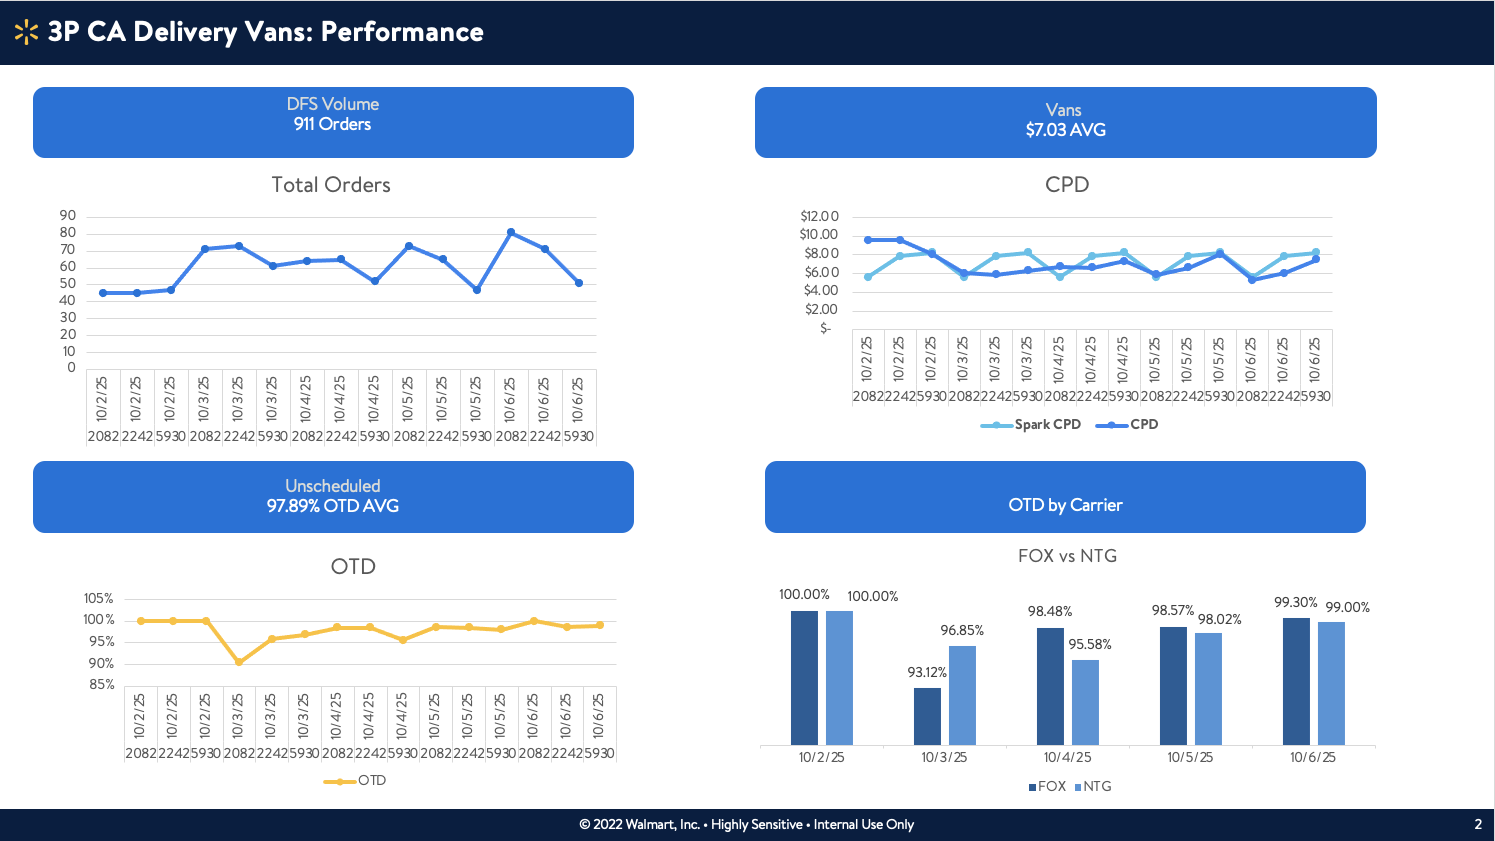 3P CA Delivery Vans: Performance
DFS Volume
911 Orders
Total Orders
90
80
70
60
50
40
30
20
10
0
10/2/25 10/2/25 10/2/25 10/3/25 10/3/25 10/3/25 10/4/25 10/4/25 10/4/25 10/5/25 10/5/25 10/5/25 10/6/25 10/6/25 10/6/25
2082 2242 5930 2082 2242 5930 2082 2242 5930 2082 2242 5930 2082 2242 5930
Vans
$7.03 AVG
CPD
$12.00
$10.00
$8.00
$6.00
$4.00
$2.00
$-
10/2/25 10/2/25 10/2/25 10/3/25 10/3/25 10/3/25 10/4/25 10/4/25 10/4/25 10/5/25 10/5/25 10/5/25 10/6/25 10/6/25 10/6/25
2082 2242 5930 2082 2242 5930 2082 2242 5930 2082 2242 5930 2082 2242 5930
Spark CPD CPD
Unscheduled
97.89% OTD AVG
OTD
105%
100%
95%
90%
85%
10/2/25 10/2/25 10/2/25 10/3/25 10/3/25 10/3/25 10/4/25 10/4/25 10/4/25 10/5/25 10/5/25 10/5/25 10/6/25 10/6/25 10/6/25
2082 2242 5930 2082 2242 5930 2082 2242 5930 2082 2242 5930 2082 2242 5930
OTD
OTD by Carrier
FOX vs NTG
100.00% 100.00% 93.12% 96.85% 98.48% 95.58% 98.57% 98.02% 99.30% 99.00%
10/2/25 10/3/25 10/4/25 10/5/25 10/6/25
FOX NTG
© 2022 Walmart, Inc. • Highly Sensitive • Internal Use Only
2